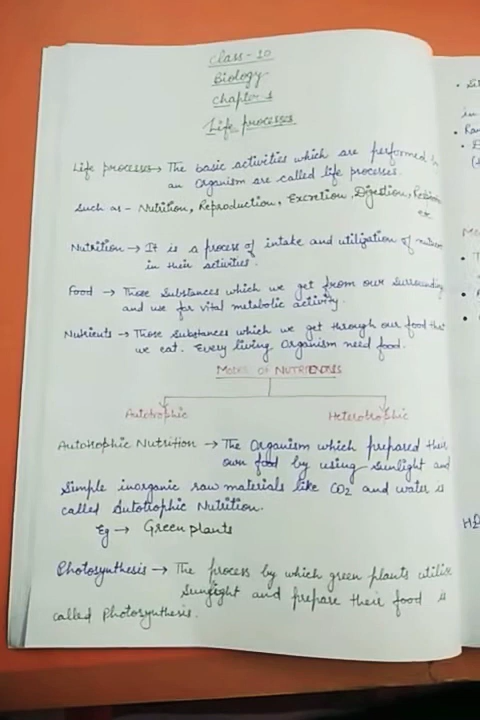 Class - 10
Biology
Chapter 1
Life processes
Life processes → The basic activities which are performed
an Organism are called life processes.
Such as - Nutrition, Reproduction, Excretion, Digestion,
etc
Nutrition → It is a process of intake and utilization of
in their activities.
Food → Those Substances which we get from our surrounding
and use for vital metabolic activity.
Nutrients → Those substances which we get through our food that
we eat. Every living Organism need food.
Autotrophic Heterotrophic
Autotrophic Nutrition → The Organism which prepared their
own food by using sunlight and
Simple inorganic raw materials like CO2 and water is
called Autotrophic Nutrition.
Eg → Green plants
Photosynthesis → The process by which green plants utilise
Sunlight and prepare their food is
called Photosynthesis.